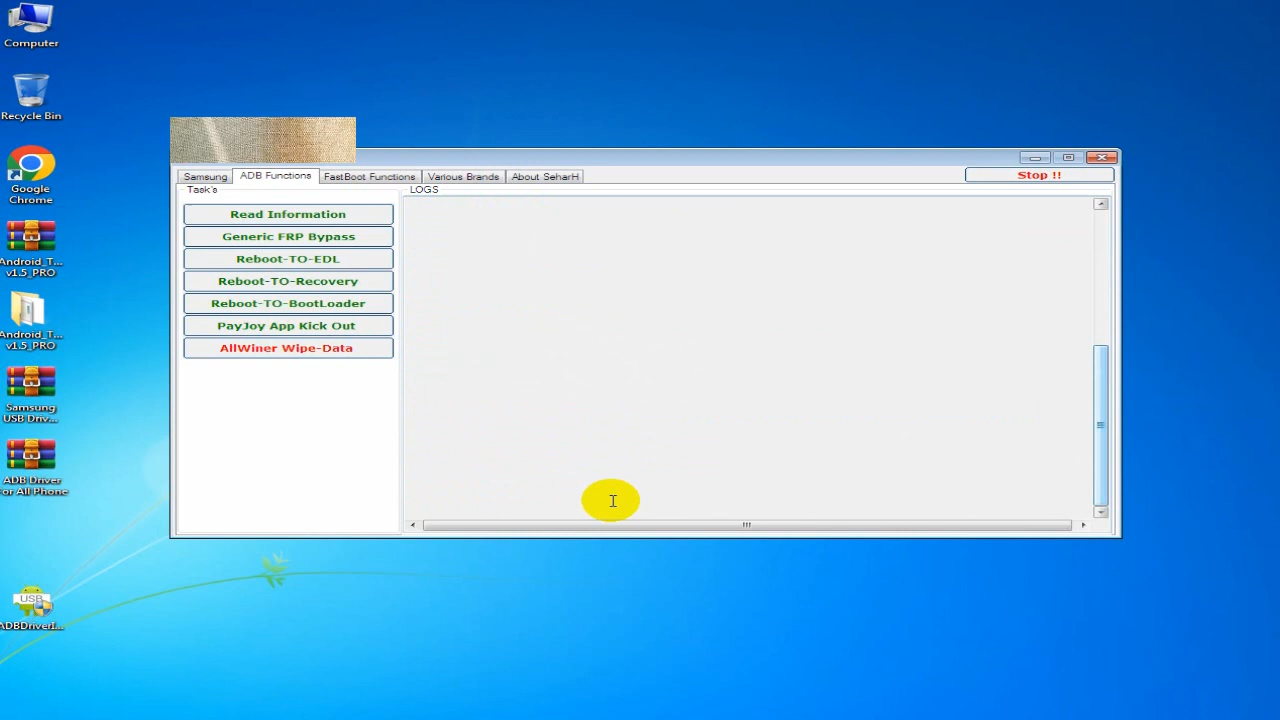 Computer
Recycle Bin
Google
Chrome
Android_T...
v1.5_PRO
Android_T...
v1.5_PRO
Samsung
USB Driv...
ADB Driver
or All Phone
USB
ADBDriverI...
Samsung
ADB Functions
FastBoot Functions
Various Brands
About SeharH
Stop !!
Task's
LOGS
Read Information
Generic FRP Bypass
Reboot-TO-EDL
Reboot-TO-Recovery
Reboot-TO-BootLoader
PayJoy App Kick Out
AllWiner Wipe-Data